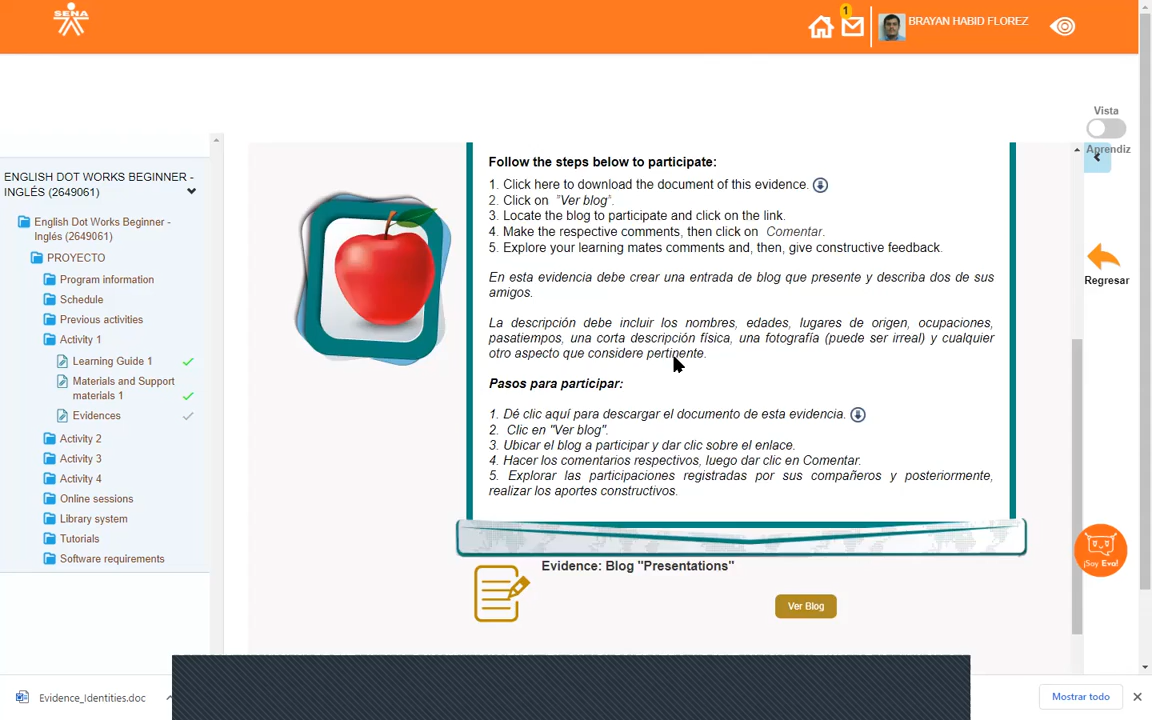 SENA
1
BRAYAN HABID FLOREZ
Vista
Aprendiz
ENGLISH DOT WORKS BEGINNER -
INGLÉS (2649061)
English Dot Works Beginner -
Inglés (2649061)
PROYECTO
Program information
Schedule
Previous activities
Activity 1
Learning Guide 1
Materials and Support
materials 1
Evidences
Activity 2
Activity 3
Activity 4
Online sessions
Library system
Tutorials
Software requirements
Follow the steps below to participate:
1. Click here to download the document of this evidence.
2. Click on "Ver blog".
3. Locate the blog to participate and click on the link.
4. Make the respective comments, then click on Comentar.
5. Explore your learning mates comments and, then, give constructive feedback.
En esta evidencia debe crear una entrada de blog que presente y describa dos de sus
amigos.
La descripción debe incluir los nombres, edades, lugares de origen, ocupaciones,
pasatiempos, una corta descripción física, una fotografía (puede ser irreal) y cualquier
otro aspecto que considere pertinente.
Pasos para participar:
1. Dé clic aquí para descargar el documento de esta evidencia.
2. Clic en "Ver blog".
3. Ubicar el blog a participar y dar clic sobre el enlace.
4. Hacer los comentarios respectivos, luego dar clic en Comentar.
5. Explorar las participaciones registradas por sus compañeros y posteriormente,
realizar los aportes constructivos.
Evidence: Blog "Presentations"
Ver Blog
Regresar
¡Soy Eva!
Evidence_Identities.doc
Mostrar todo